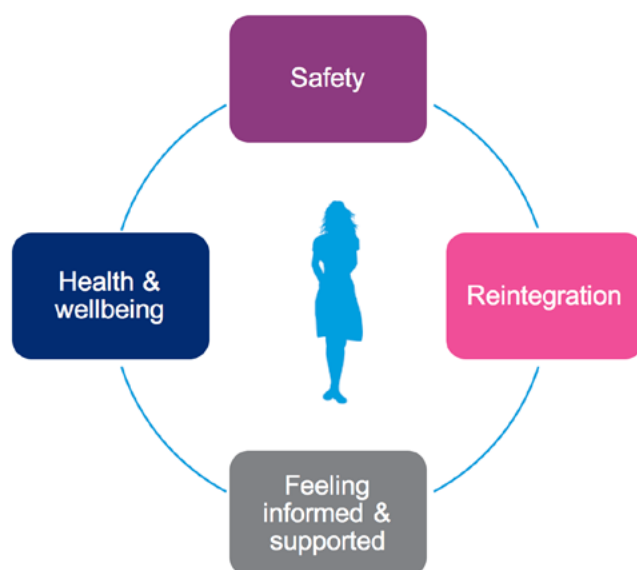 Safety
Health &
wellbeing
Reintegration
Feeling
informed &
supported